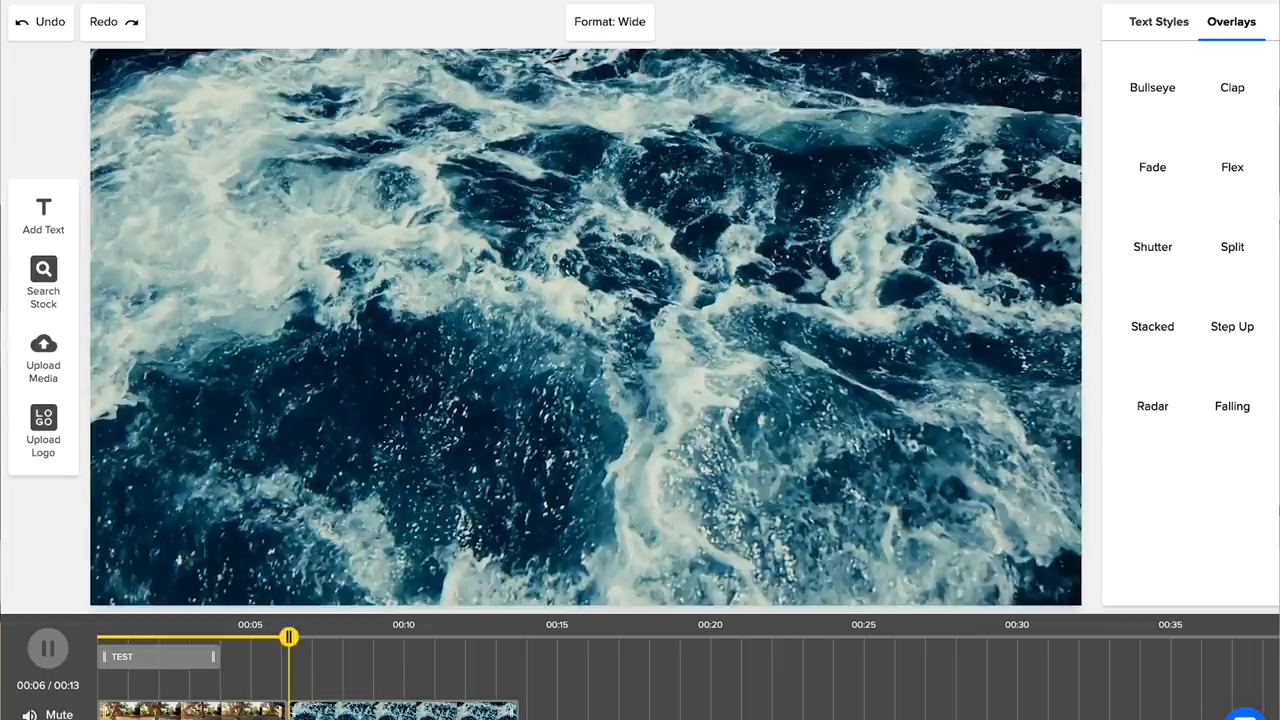 Undo
Redo
Format: Wide
Text Styles
Overlays
Bullseye
Clap
Fade
Flex
Shutter
Split
Stacked
Step Up
Radar
Falling
Add Text
Search
Stock
Upload
Media
LO
GO
Upload
Logo
00:05
00:10
00:15
00:20
00:25
00:30
00:35
TEST
00:06 / 00:13
Mute